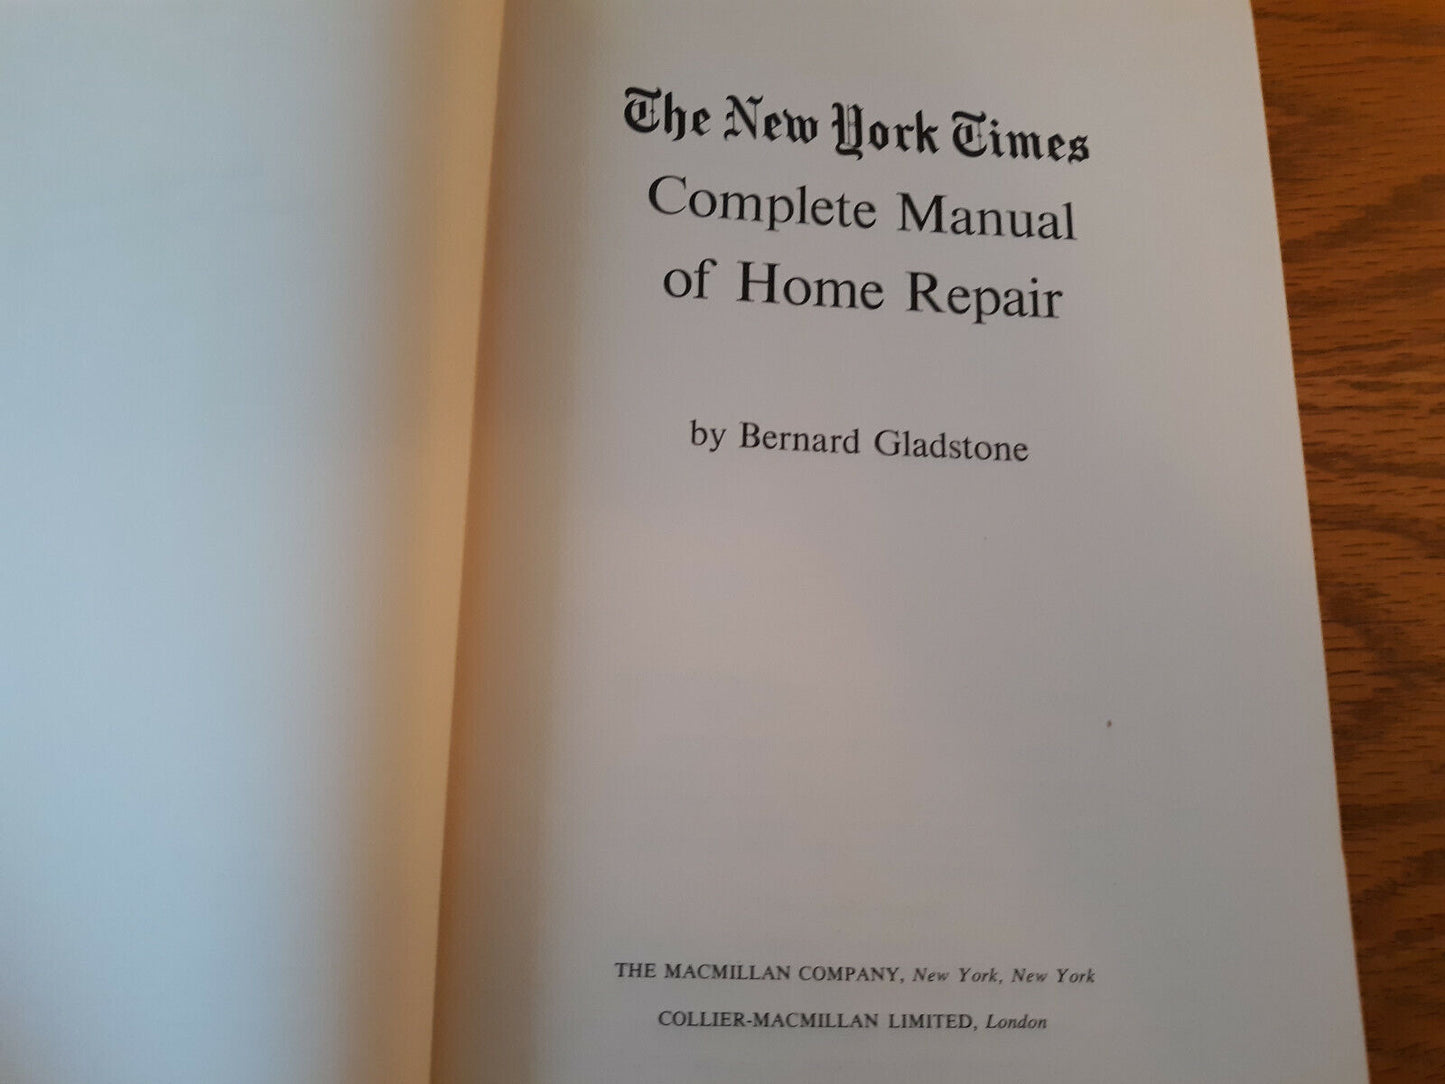 The New York Times
Complete Manual
of Home Repair
by Bernard Gladstone
THE MACMILLAN COMPANY, New York, New York
COLLIER-MACMILLAN LIMITED, London